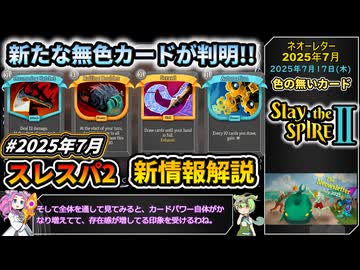 新たな無色カードが判明!!
ネオーレター
2025年7月
2025年7月17日(木)
色の無いカード
Slay the SPIRE II
Scrawl
Deal 12 damage.
At the start of your turn,
Draw cards until your hand is full.
Exhaust.
Every 10 cards you draw, gain
#2025年7月
スレスパ2 新情報解説
そして全体を通して見てみると、カードパワー自体がか
なり増えてて、存在感が増してる印象を受けるわね。